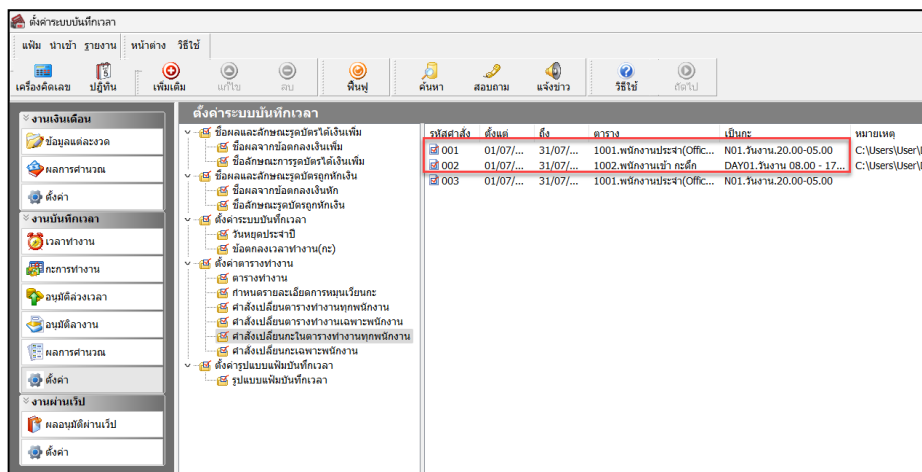 ตั้งค่าระบบบันทึกเวลา
แฟ้ม นำเข้า รายงาน หน้าต่าง วิธีใช้
เครื่องคิดเลข ปฏิทิน เพิ่มเติม แก้ไข ลบ พื้นฟู ค้นหา สอบถาม แจ้งข่าว วิธีใช้ ถัดไป
งานเงินเดือน
ข้อมูลแต่ละงวด
ผลการคำนวณ
ตั้งค่า
งานบันทึกเวลา
เวลาทำงาน
กะการทำงาน
อนุมัติล่วงเวลา
อนุมัติลางาน
ผลการคำนวณ
ตั้งค่า
งานผ่านเว็ป
ผลอนุมัติผ่านเว็ป
ตั้งค่า
ตั้งค่าระบบบันทึกเวลา
ชื่อผลและลักษณะรูดบัตรได้เงินเพิ่ม
ชื่อผลจากข้อตกลงเงินเพิ่ม
ชื่อลักษณะการรูดบัตรได้เงินเพิ่ม
ชื่อผลและลักษณะรูดบัตรถูกหักเงิน
ชื่อผลจากข้อตกลงเงินหัก
ชื่อลักษณะรูดบัตรถูกหักเงิน
ตั้งค่าระบบบันทึกเวลา
วันหยุดประจำปี
ข้อตกลงเวลาทำงาน(กะ)
ตั้งค่าตารางทำงาน
ตารางทำงาน
กำหนดรายละเอียดการหมุนเวียนกะ
คำสั่งเปลี่ยนตารางทำงานทุกพนักงาน
คำสั่งเปลี่ยนตารางทำงานเฉพาะพนักงาน
คำสั่งเปลี่ยนกะในตารางทำงานทุกพนักงาน
คำสั่งเปลี่ยนกะเฉพาะพนักงาน
ตั้งค่ารูปแบบแฟ้มบันทึกเวลา
รูปแบบแฟ้มบันทึกเวลา
รหัสคำสั่ง ตั้งแต่ ถึง ตาราง เป็นกะ หมายเหตุ
001 01/07/... 31/07/... 1001.พนักงานประจำ(Offic... N01.วันงาน.20.00-05.00 C:\Users\User\
002 01/07/... 31/07/... 1002.พนักงานเข้า กะดึก DAY01.วันงาน 08.00 - 17... C:\Users\User\
003 01/07/... 31/07/... 1001.พนักงานประจำ(Offic... N01.วันงาน.20.00-05.00